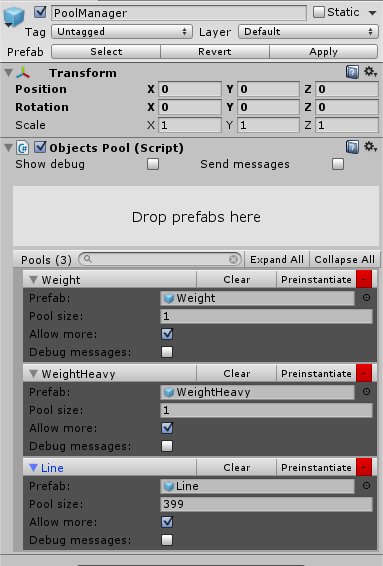 PoolManager Static
Tag Untagged Layer Default
Prefab Select Revert Apply
Transform
Position X 0 Y 0 Z 0
Rotation X 0 Y 0 Z 0
Scale X 1 Y 1 Z 1
Objects Pool (Script)
Show debug Send messages
Drop prefabs here
Pools (3) Expand All Collapse All
Weight Clear Preinstantiate -
Prefab: Weight
Pool size: 1
Allow more:
Debug messages:
WeightHeavy Clear Preinstantiate -
Prefab: WeightHeavy
Pool size: 1
Allow more:
Debug messages:
Line Clear Preinstantiate -
Prefab: Line
Pool size: 399
Allow more:
Debug messages: